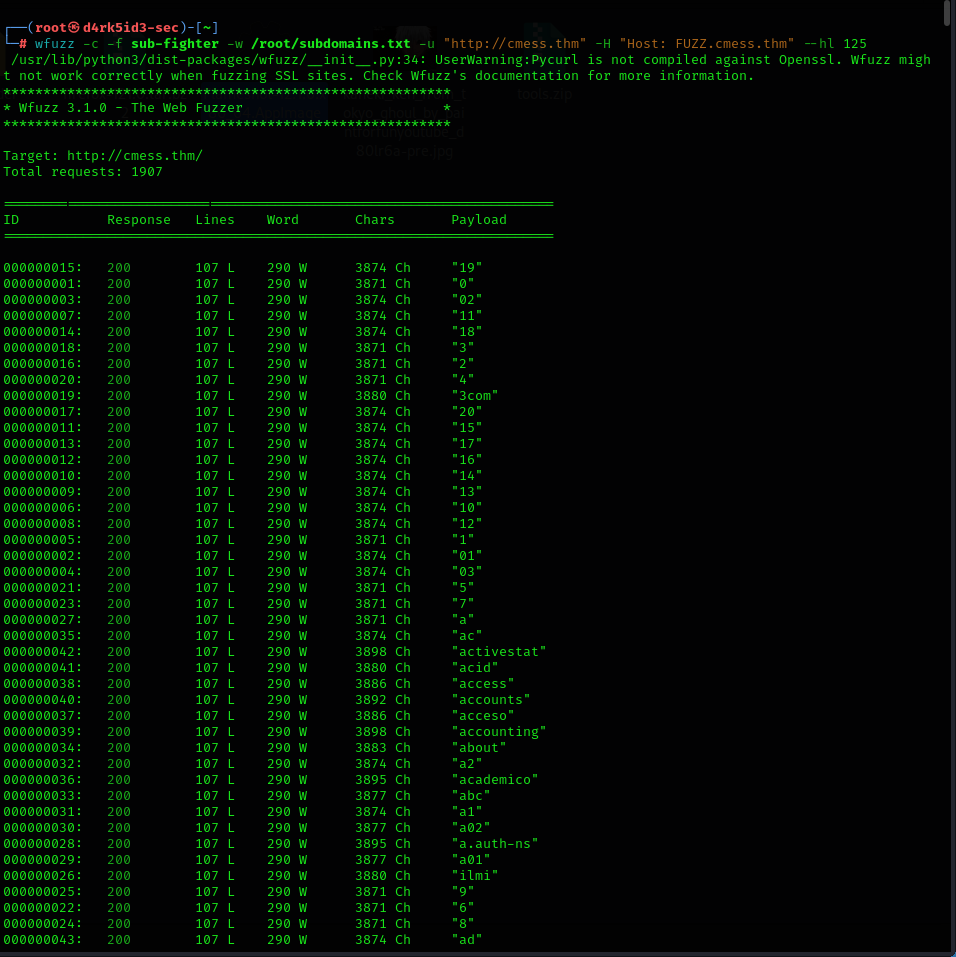 ┌──(root㉿d4rk5id3-sec)-[~]
└─# wfuzz -c -f sub-fighter -w /root/subdomains.txt -u "http://cmess.thm" -H "Host: FUZZ.cmess.thm" --hl 125
/usr/lib/python3/dist-packages/wfuzz/__init__.py:34: UserWarning:Pycurl is not compiled against Openssl. Wfuzz migh
t not work correctly when fuzzing SSL sites. Check Wfuzz's documentation for more information.
********************************************************
* Wfuzz 3.1.0 - The Web Fuzzer                         *
********************************************************
tools.zip
80lr6a-pre.jpg
Target: http://cmess.thm/
Total requests: 1907
=====================================================================
ID           Response   Lines    Word       Chars       Payload
=====================================================================
000000015:   200        107 L    290 W      3874 Ch     "19"
000000001:   200        107 L    290 W      3871 Ch     "0"
000000003:   200        107 L    290 W      3874 Ch     "02"
000000007:   200        107 L    290 W      3874 Ch     "11"
000000014:   200        107 L    290 W      3874 Ch     "18"
000000018:   200        107 L    290 W      3871 Ch     "3"
000000016:   200        107 L    290 W      3871 Ch     "2"
000000020:   200        107 L    290 W      3871 Ch     "4"
000000019:   200        107 L    290 W      3880 Ch     "3com"
000000017:   200        107 L    290 W      3874 Ch     "20"
000000011:   200        107 L    290 W      3874 Ch     "15"
000000013:   200        107 L    290 W      3874 Ch     "17"
000000012:   200        107 L    290 W      3874 Ch     "16"
000000010:   200        107 L    290 W      3874 Ch     "14"
000000009:   200        107 L    290 W      3874 Ch     "13"
000000006:   200        107 L    290 W      3874 Ch     "10"
000000008:   200        107 L    290 W      3874 Ch     "12"
000000005:   200        107 L    290 W      3871 Ch     "1"
000000002:   200        107 L    290 W      3874 Ch     "01"
000000004:   200        107 L    290 W      3874 Ch     "03"
000000021:   200        107 L    290 W      3871 Ch     "5"
000000023:   200        107 L    290 W      3871 Ch     "7"
000000027:   200        107 L    290 W      3871 Ch     "a"
000000035:   200        107 L    290 W      3874 Ch     "ac"
000000042:   200        107 L    290 W      3898 Ch     "activestat"
000000041:   200        107 L    290 W      3880 Ch     "acid"
000000038:   200        107 L    290 W      3886 Ch     "access"
000000040:   200        107 L    290 W      3892 Ch     "accounts"
000000037:   200        107 L    290 W      3886 Ch     "acceso"
000000039:   200        107 L    290 W      3898 Ch     "accounting"
000000034:   200        107 L    290 W      3883 Ch     "about"
000000032:   200        107 L    290 W      3874 Ch     "a2"
000000036:   200        107 L    290 W      3895 Ch     "academico"
000000033:   200        107 L    290 W      3877 Ch     "abc"
000000031:   200        107 L    290 W      3874 Ch     "a1"
000000030:   200        107 L    290 W      3877 Ch     "a02"
000000028:   200        107 L    290 W      3895 Ch     "a.auth-ns"
000000029:   200        107 L    290 W      3877 Ch     "a01"
000000026:   200        107 L    290 W      3880 Ch     "ilmi"
000000025:   200        107 L    290 W      3871 Ch     "9"
000000022:   200        107 L    290 W      3871 Ch     "6"
000000024:   200        107 L    290 W      3871 Ch     "8"
000000043:   200        107 L    290 W      3874 Ch     "ad"